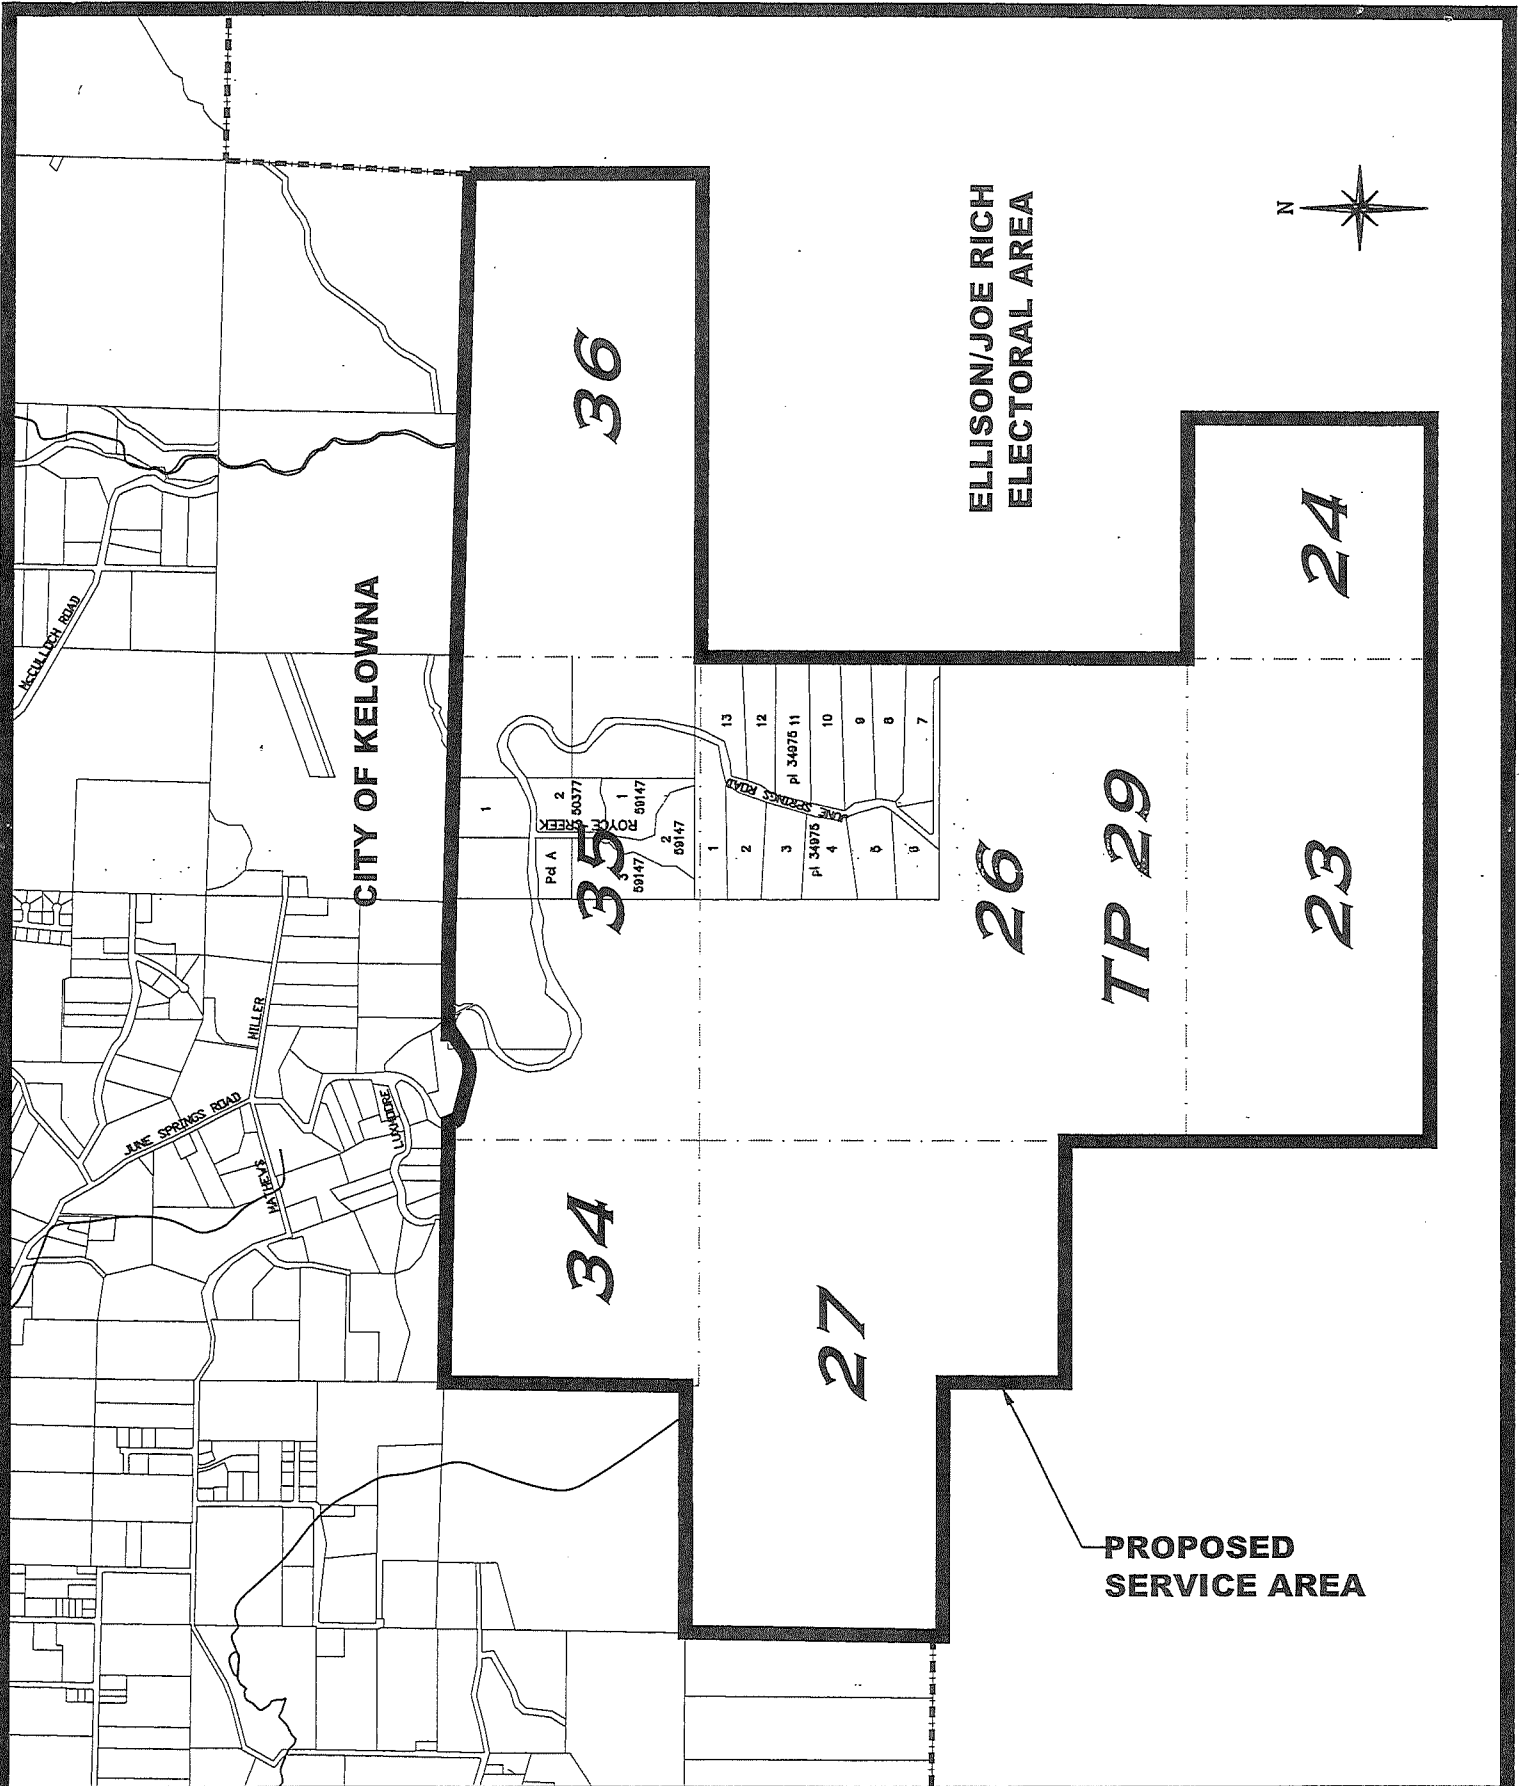 N
ELLISON/JOE RICH
ELECTORAL AREA
36
24
McCULLOCH ROAD
CITY OF KELOWNA
13
12
11
pl 34975
10
9
8
7
JUNE SPRINGS ROAD
1
2
50377
1
59147
ROYCE CREEK
2
59147
Pcl A
3
59147
35
1
2
3
pl 34975
4
5
6
26
TP 29
23
MILLER
JUNE SPRINGS ROAD
MATHEWS
LUXMOORE
34
27
PROPOSED
SERVICE AREA